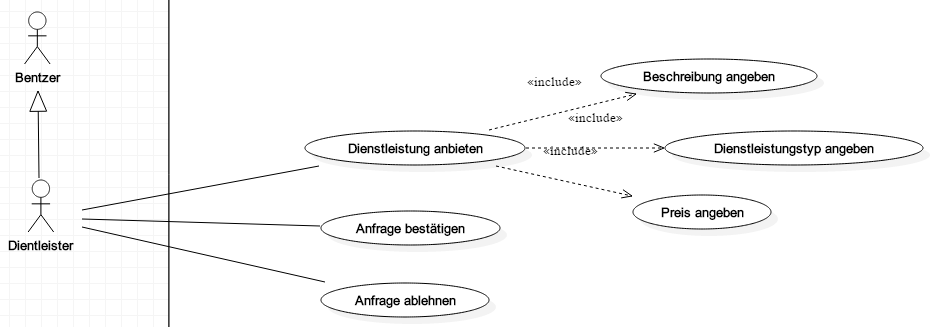 Bentzer
Dientleister
Dienstleistung anbieten
Anfrage bestätigen
Anfrage ablehnen
«include»
Beschreibung angeben
«include»
Dienstleistungstyp angeben
«include»
Preis angeben